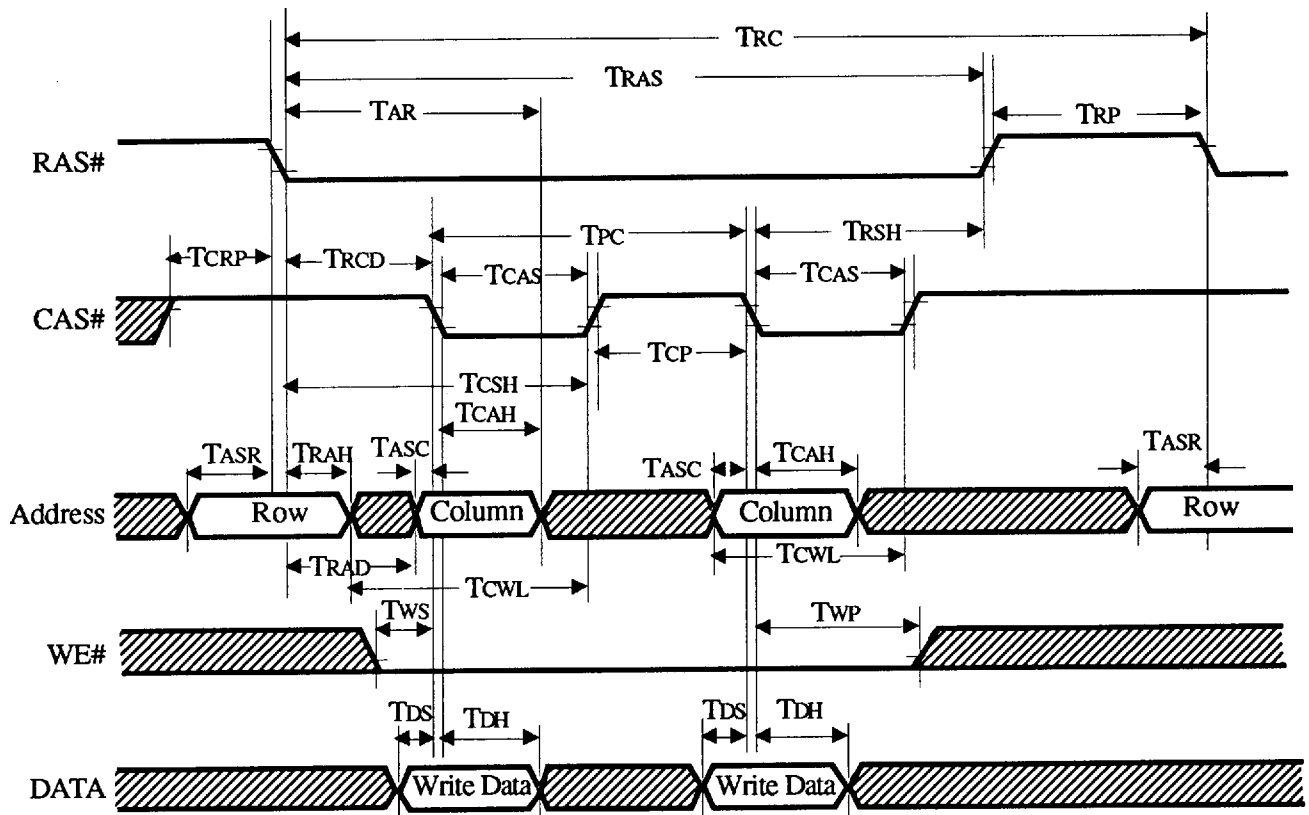 TRC
TRAS
TAR
TRP
RAS#
TPC
TRSH
TCRP
TRCD
TCAS
TCAS
CAS#
TCP
TCSH
TCAH
TASR
TRAH
TASC
TASC
TCAH
TASR
Address
Row
Column
Column
Row
TRAD
TCWL
TCWL
TWS
TWP
WE#
TDS
TDH
TDS
TDH
DATA
Write Data
Write Data